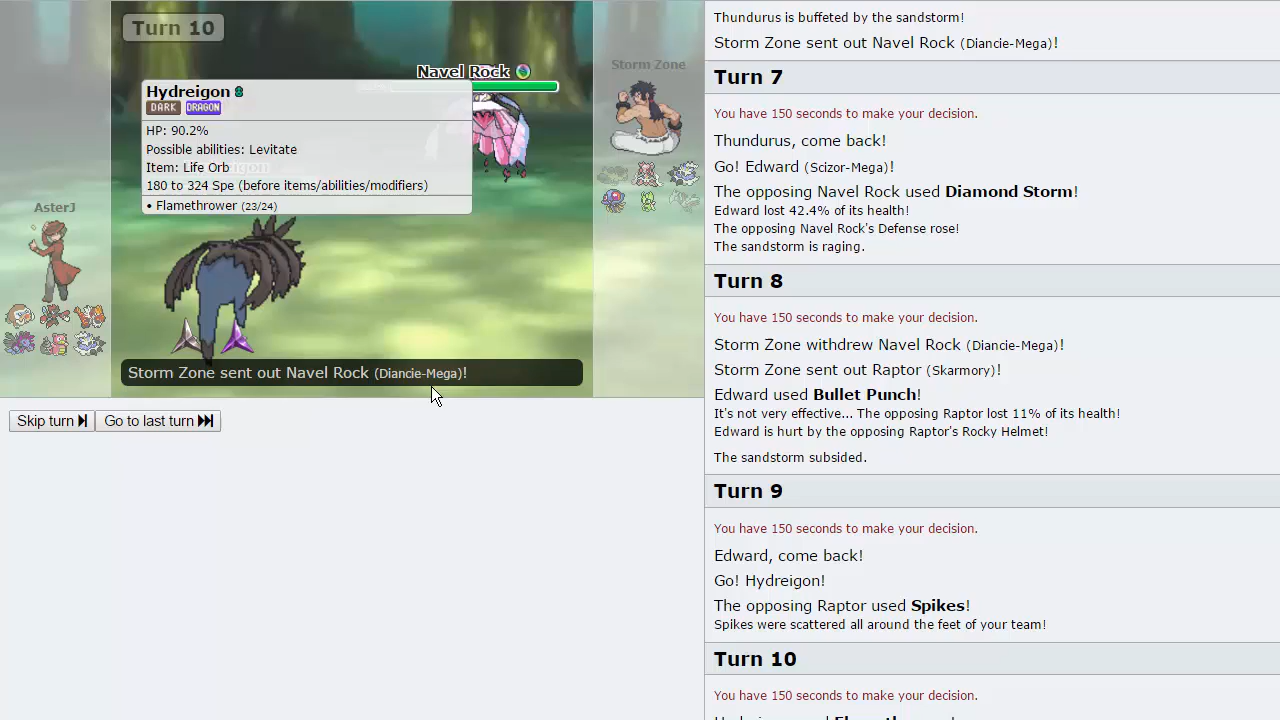 Turn 10
Navel Rock
Hydreigon
DARK DRAGON
HP: 90.2%
Possible abilities: Levitate
Item: Life Orb
180 to 324 Spe (before items/abilities/modifiers)
• Flamethrower (23/24)
AsterJ
Storm Zone
Storm Zone sent out Navel Rock (Diancie-Mega)!
Skip turn
Go to last turn
Thundurus is buffeted by the sandstorm!
Storm Zone sent out Navel Rock (Diancie-Mega)!
Turn 7
You have 150 seconds to make your decision.
Thundurus, come back!
Go! Edward (Scizor-Mega)!
The opposing Navel Rock used Diamond Storm!
Edward lost 42.4% of its health!
The opposing Navel Rock's Defense rose!
The sandstorm is raging.
Turn 8
You have 150 seconds to make your decision.
Storm Zone withdrew Navel Rock (Diancie-Mega)!
Storm Zone sent out Raptor (Skarmory)!
Edward used Bullet Punch!
It's not very effective... The opposing Raptor lost 11% of its health!
Edward is hurt by the opposing Raptor's Rocky Helmet!
The sandstorm subsided.
Turn 9
You have 150 seconds to make your decision.
Edward, come back!
Go! Hydreigon!
The opposing Raptor used Spikes!
Spikes were scattered all around the feet of your team!
Turn 10
You have 150 seconds to make your decision.